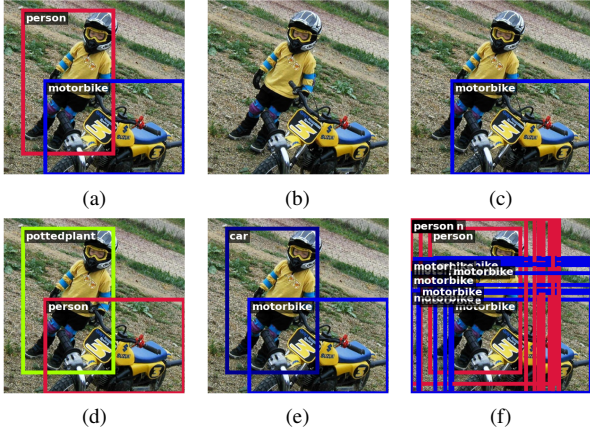 person
motorbike
(a)
(b)
motorbike
(c)
pottedplant
person
(d)
car
motorbike
(e)
person
person
motorbike
motorbike
motorbike
motorbike
motorbike
(f)